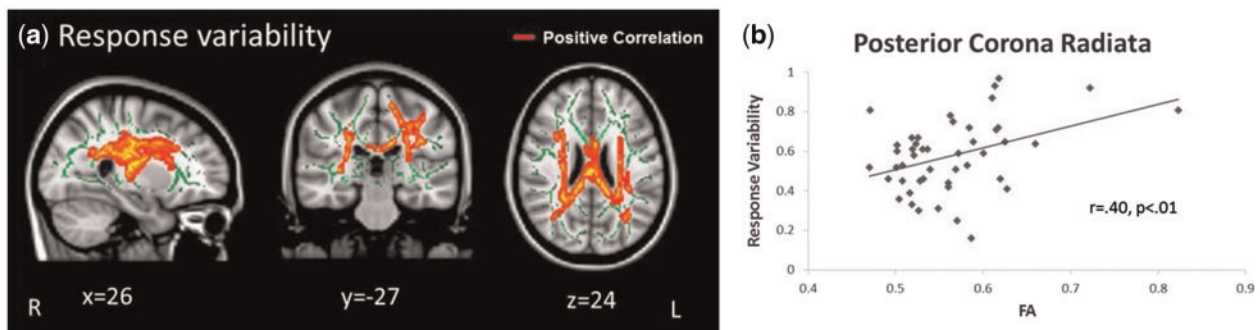 (a) Response variability
Positive Correlation
x=26
y=-27
z=24
R
L
(b)
Posterior Corona Radiata
Response Variability
1
0.8
0.6
0.4
0.2
0
r=.40, p<.01
0.4 0.5 0.6 0.7 0.8 0.9
FA